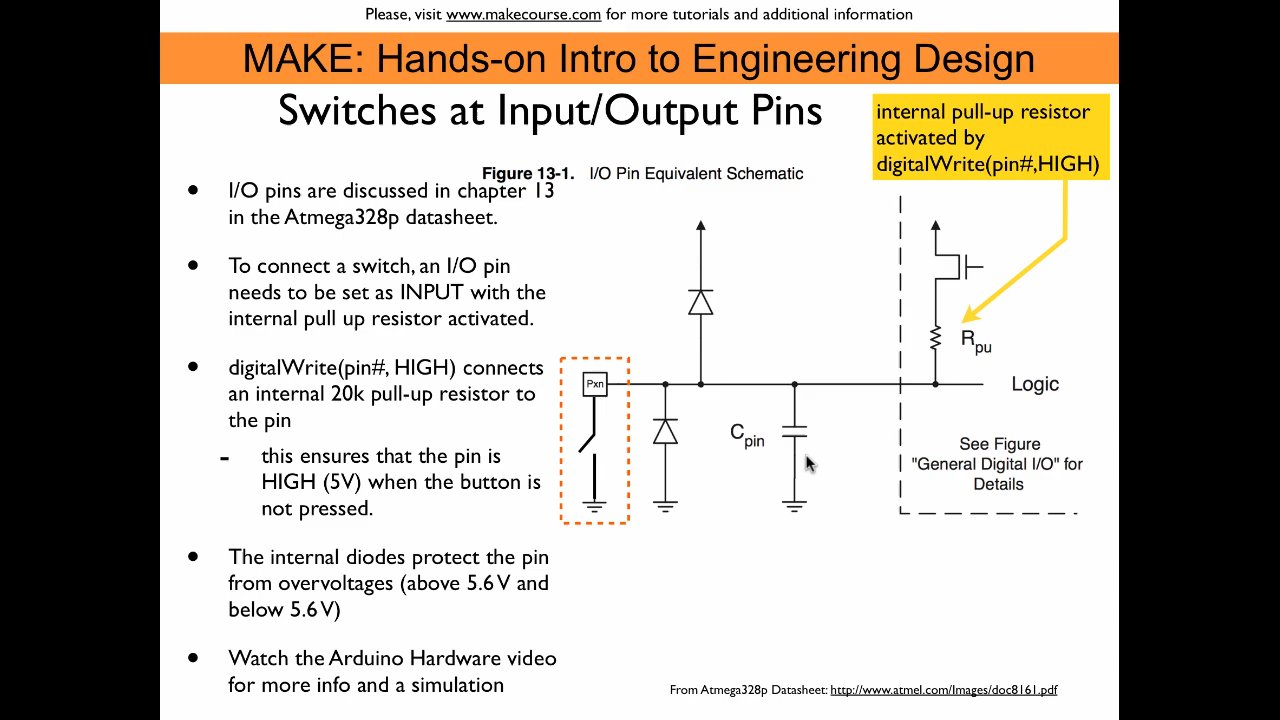 Please, visit www.makecourse.com for more tutorials and additional information
MAKE: Hands-on Intro to Engineering Design
Switches at Input/Output Pins
internal pull-up resistor
activated by
digitalWrite(pin#,HIGH)
Figure 13-1. I/O Pin Equivalent Schematic
• I/O pins are discussed in chapter 13
in the Atmega328p datasheet.
• To connect a switch, an I/O pin
needs to be set as INPUT with the
internal pull up resistor activated.
• digitalWrite(pin#, HIGH) connects
an internal 20k pull-up resistor to
the pin
- this ensures that the pin is
HIGH (5V) when the button is
not pressed.
• The internal diodes protect the pin
from overvoltages (above 5.6 V and
below 5.6 V)
• Watch the Arduino Hardware video
for more info and a simulation
Rpu
Pxn
Logic
Cpin
See Figure
"General Digital I/O" for
Details
From Atmega328p Datasheet: http://www.atmel.com/Images/doc8161.pdf